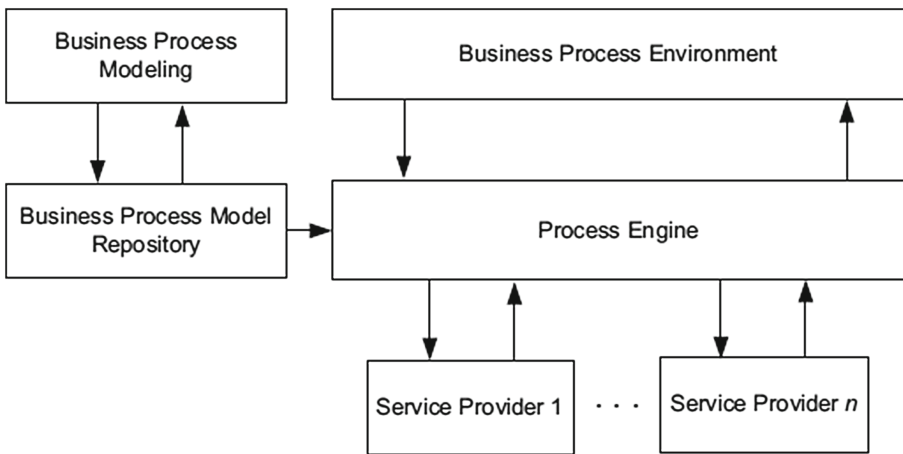 Business Process
Modeling
Business Process Environment
Business Process Model
Repository
Process Engine
Service Provider 1
. . .
Service Provider n